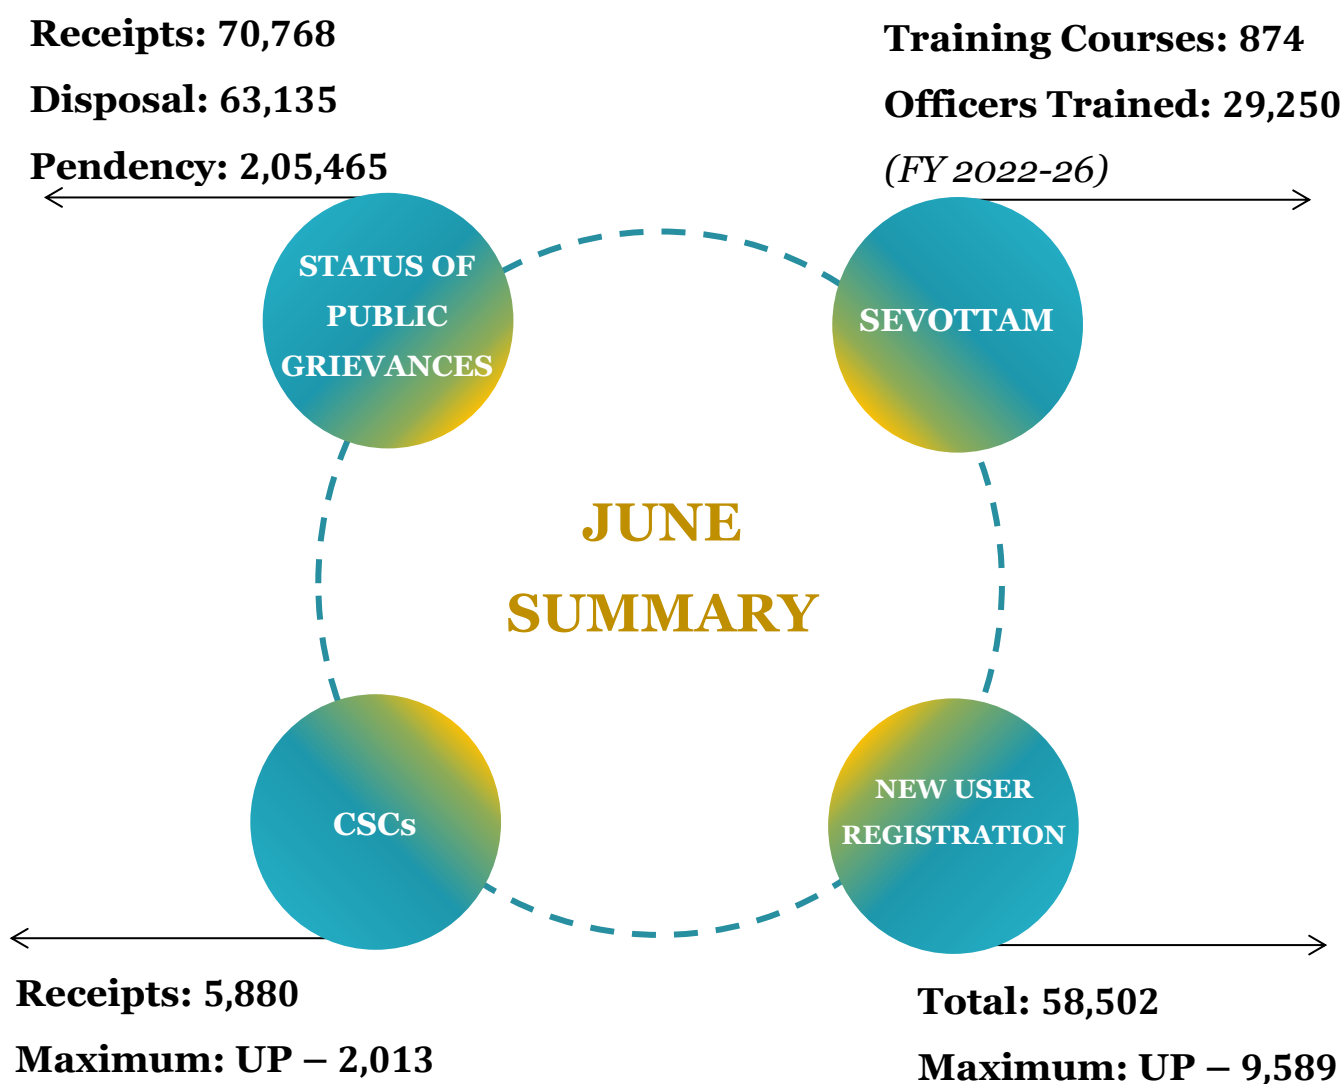 Receipts: 70,768
Disposal: 63,135
Pendency: 2,05,465
Training Courses: 874
Officers Trained: 29,250
(FY 2022-26)
STATUS OF
PUBLIC
GRIEVANCES
SEVOTTAM
JUNE
SUMMARY
CSCs
NEW USER
REGISTRATION
Receipts: 5,880
Maximum: UP – 2,013
Total: 58,502
Maximum: UP – 9,589